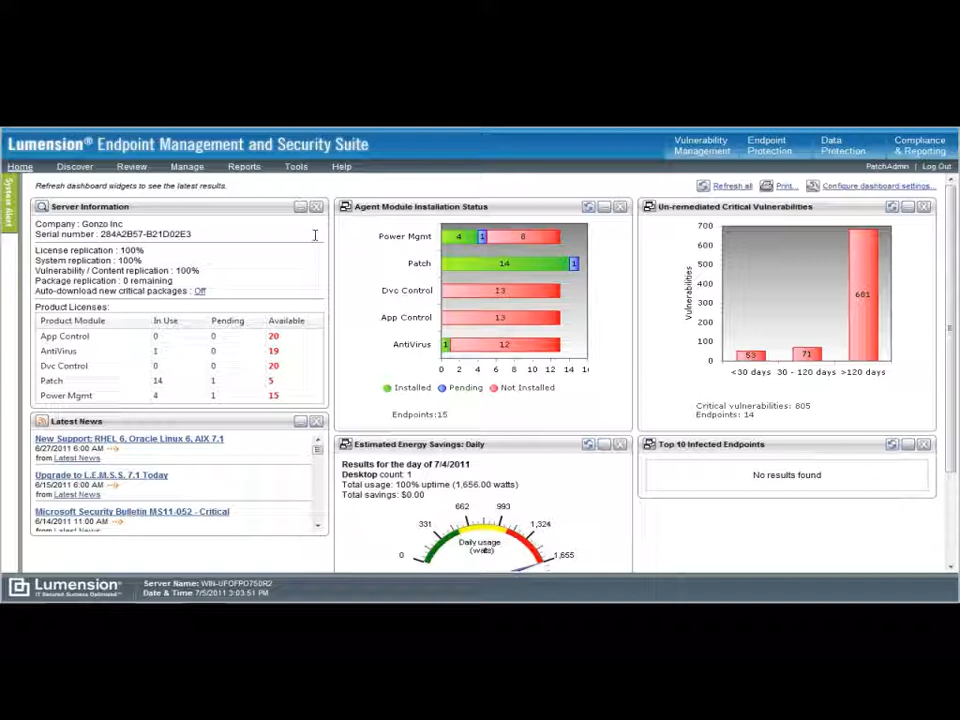 Lumension® Endpoint Management and Security Suite
Vulnerability Management
Endpoint Protection
Data Protection
Compliance & Reporting
Home Discover Review Manage Reports Tools Help
PatchAdmin | Log Out
System Alert
Refresh dashboard widgets to see the latest results.
Refresh all Print... Configure dashboard settings...
Server Information
Company : Gonzo Inc
Serial number : 284A2B57-B21D02E3
License replication : 100%
System replication : 100%
Vulnerability / Content replication : 100%
Package replication : 0 remaining
Auto-download new critical packages : Off
Product Licenses:
Product Module In Use Pending Available
App Control 0 0 20
AntiVirus 1 0 19
Dvc Control 0 0 20
Patch 14 1 5
Power Mgmt 4 1 15
Latest News
New Support: RHEL 6, Oracle Linux 6, AIX 7.1
6/27/2011 6:00 AM
from Latest News
Upgrade to L.E.M.S.S. 7.1 Today
6/15/2011 6:00 AM
from Latest News
Microsoft Security Bulletin MS11-052 - Critical
6/14/2011 11:00 AM
from Latest News
Agent Module Installation Status
Power Mgmt 4 1 8
Patch 14 1
Dvc Control 13
App Control 13
AntiVirus 1 12
0 2 4 6 8 10 12 14 16
Installed Pending Not Installed
Endpoints:15
Estimated Energy Savings: Daily
Results for the day of 7/4/2011
Desktop count: 1
Total usage: 100% uptime (1,656.00 watts)
Total savings: $0.00
662 993
331 1,324
Daily usage
(watts)
0 1,655
Un-remediated Critical Vulnerabilities
Vulnerabilities
700
600
500
400
300
200
100
0
53 71 681
<30 days 30 - 120 days >120 days
Critical vulnerabilities: 805
Endpoints: 14
Top 10 Infected Endpoints
No results found
Lumension®
IT Secured. Success Optimized.™
Server Name: WIN-UFOFPO750R2
Date & Time 7/5/2011 3:03:51 PM